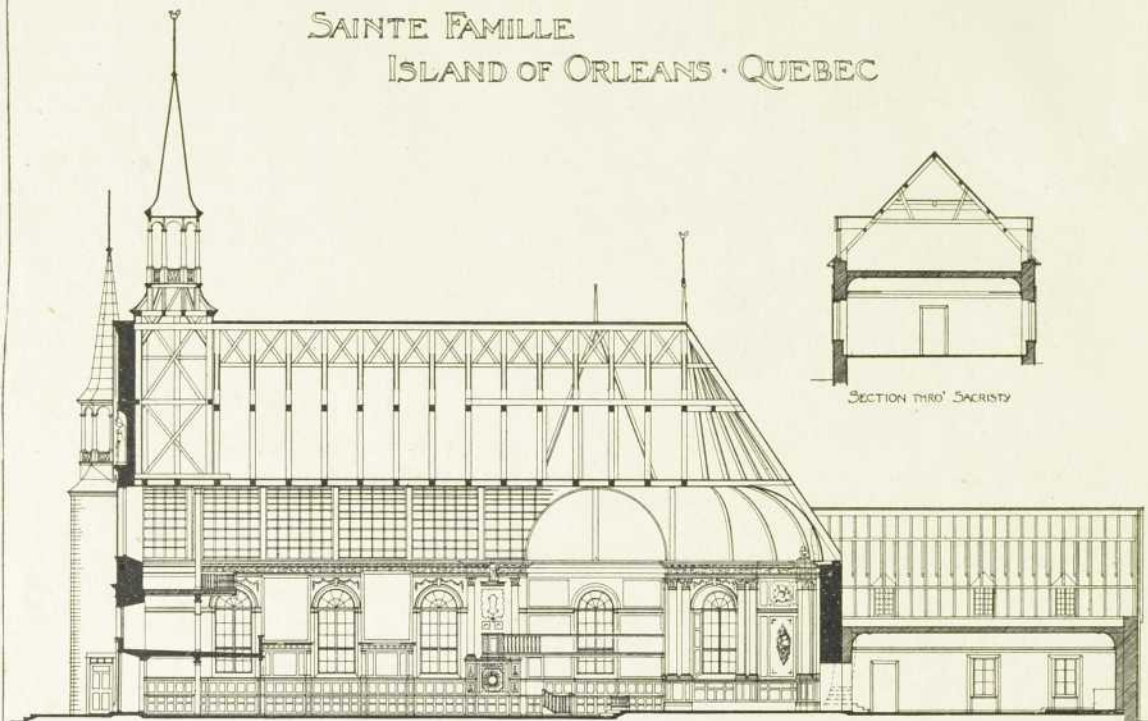 SAINTE FAMILLE
ISLAND OF ORLEANS · QUEBEC
SECTION THRO' SACRISTY